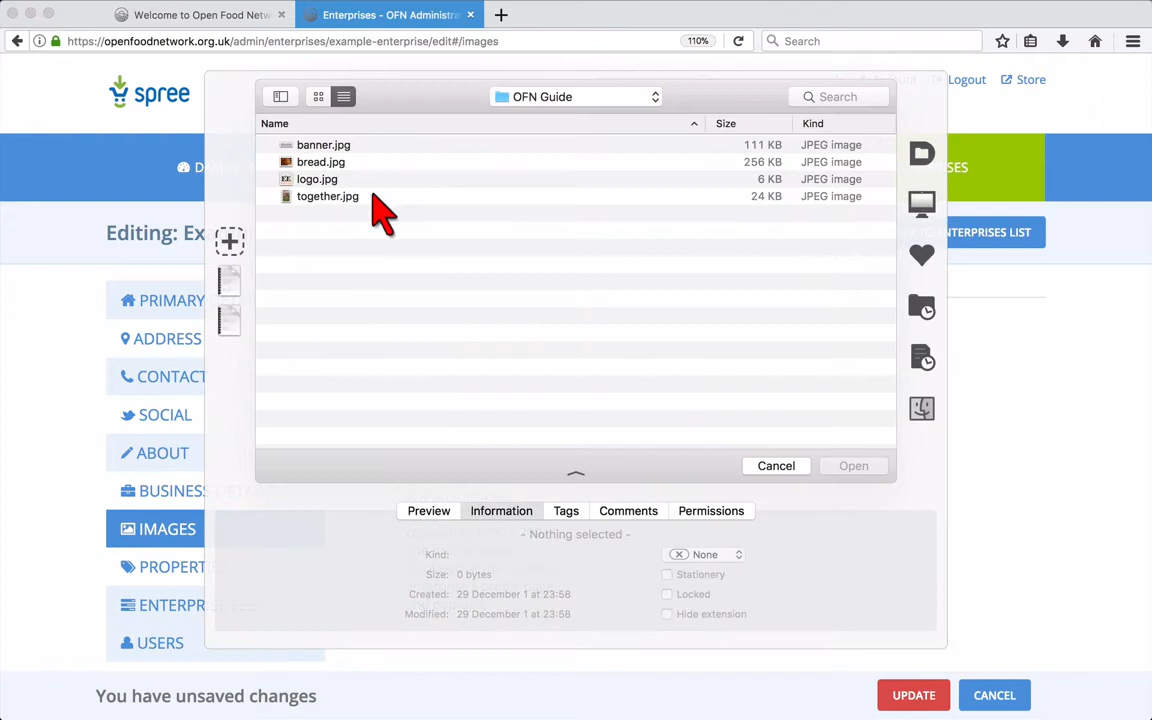 Welcome to Open Food Netw
Enterprises - OFN Administra
https://openfoodnetwork.org.uk/admin/enterprises/example-enterprise/edit#/images
110%
Search
spree
Logout
Store
OFN Guide
Search
Name
Size
Kind
banner.jpg 111 KB JPEG image
bread.jpg 256 KB JPEG image
logo.jpg 6 KB JPEG image
together.jpg 24 KB JPEG image
Editing: Ex
ENTERPRISES LIST
PRIMARY
ADDRESS
CONTACT
SOCIAL
ABOUT
BUSINESS DETAILS
IMAGES
PROPERT
ENTERPRISE FEES
USERS
Cancel
Open
Preview
Information
Tags
Comments
Permissions
- Nothing selected -
Kind:
None
Size: 0 bytes
Stationery
Created: 29 December 1 at 23:58
Locked
Modified: 29 December 1 at 23:58
Hide extension
You have unsaved changes
UPDATE
CANCEL